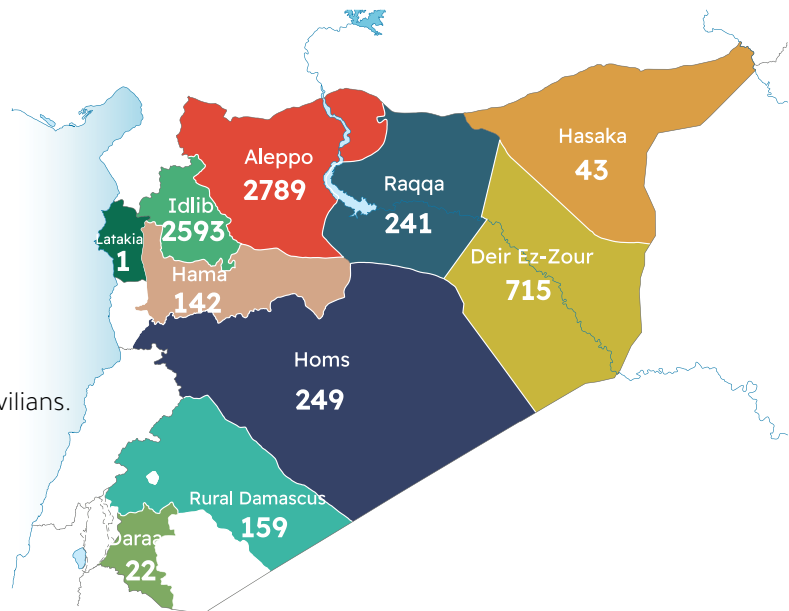 Hasaka
43
Aleppo
2789
Raqqa
241
Idlib
2593
Latakia
1
Deir Ez-Zour
715
Hama
142
Homs
249
vilians.
Rural Damascus
159
Daraa
22